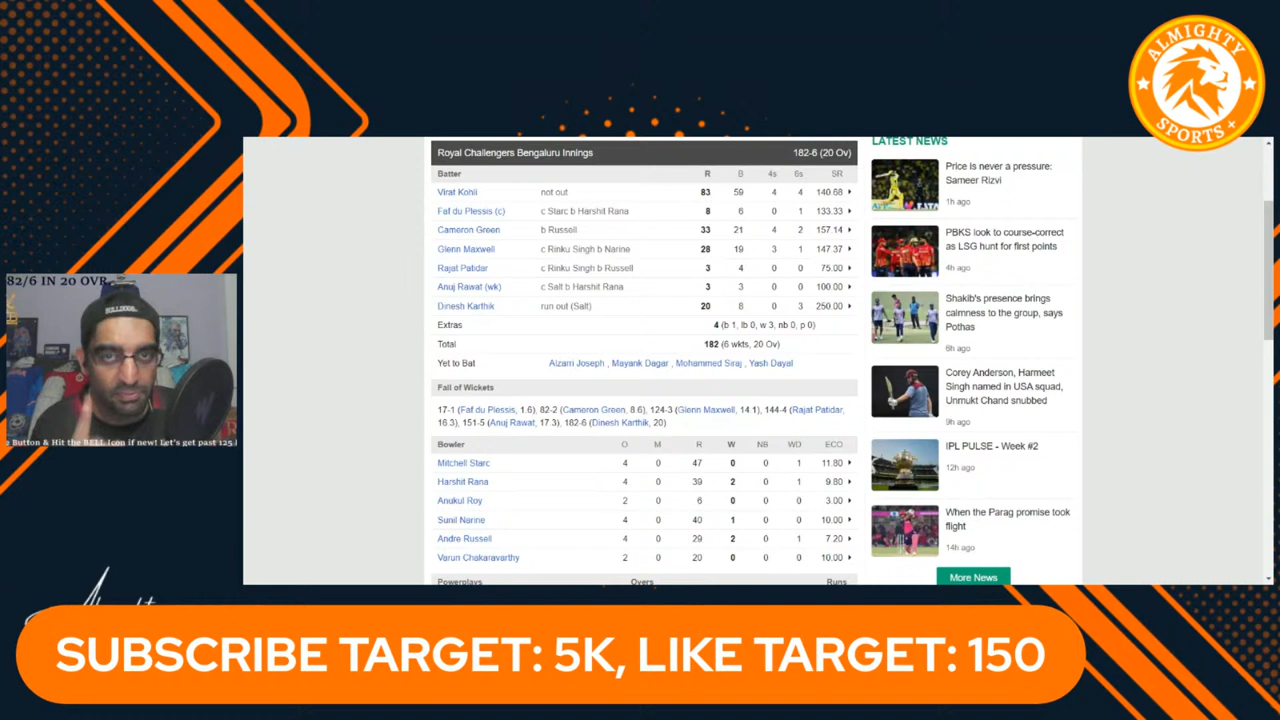 ALMIGHTY
SPORTS+
Royal Challengers Bengaluru Innings 182-6 (20 Ov)
Batter R B 4s 6s SR
Virat Kohli not out 83 59 4 4 140.68
Faf du Plessis (c) c Starc b Harshit Rana 8 6 0 1 133.33
Cameron Green b Russell 33 21 4 2 157.14
Glenn Maxwell c Rinku Singh b Narine 28 19 3 1 147.37
Rajat Patidar c Rinku Singh b Russell 3 4 0 0 75.00
Anuj Rawat (wk) c Salt b Harshit Rana 3 3 0 0 100.00
Dinesh Karthik run out (Salt) 20 8 0 3 250.00
Extras 4 (b 1, lb 0, w 3, nb 0, p 0)
Total 182 (6 wkts, 20 Ov)
Yet to Bat Alzarri Joseph , Mayank Dagar , Mohammed Siraj , Yash Dayal
Fall of Wickets
17-1 (Faf du Plessis, 1.6), 82-2 (Cameron Green, 8.6), 124-3 (Glenn Maxwell, 14.1), 144-4 (Rajat Patidar,
16.3), 151-5 (Anuj Rawat, 17.3), 182-6 (Dinesh Karthik, 20)
Bowler O M R W NB WD ECO
Mitchell Starc 4 0 47 0 0 1 11.80
Harshit Rana 4 0 39 2 0 1 9.80
Anukul Roy 2 0 6 0 0 0 3.00
Sunil Narine 4 0 40 1 0 0 10.00
Andre Russell 4 0 29 2 0 1 7.20
Varun Chakaravarthy 2 0 20 0 0 0 10.00
Powerplays Overs Runs
LATEST NEWS
Price is never a pressure:
Sameer Rizvi
1h ago
PBKS look to course-correct
as LSG hunt for first points
4h ago
Shakib's presence brings
calmness to the group, says
Pothas
6h ago
Corey Anderson, Harmeet
Singh named in USA squad,
Unmukt Chand snubbed
9h ago
IPL PULSE - Week #2
12h ago
When the Parag promise took
flight
14h ago
More News
82/6 IN 20 OVR
Button & Hit the BELL Icon if new! Let's get past 125
SUBSCRIBE TARGET: 5K, LIKE TARGET: 150